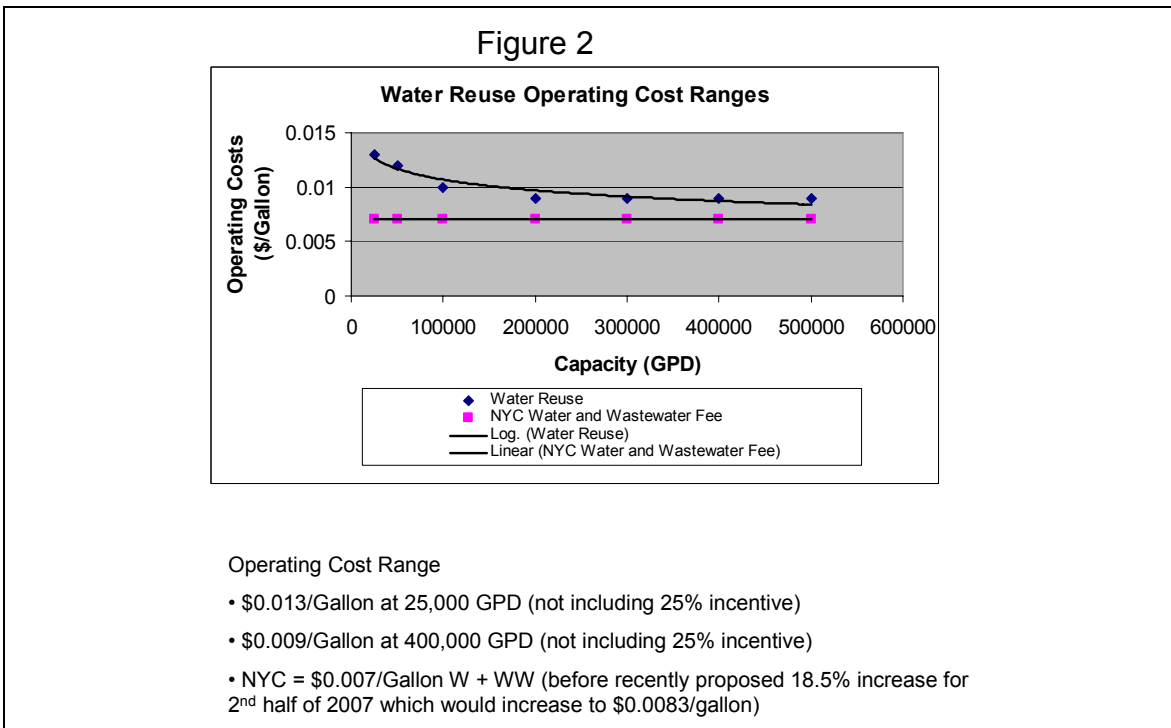 Figure 2
Water Reuse Operating Cost Ranges
Operating Costs
($/Gallon)
0.015
0.01
0.005
0
0
100000
200000
300000
400000
500000
600000
Capacity (GPD)
Water Reuse
NYC Water and Wastewater Fee
Log. (Water Reuse)
Linear (NYC Water and Wastewater Fee)
Operating Cost Range
• $0.013/Gallon at 25,000 GPD (not including 25% incentive)
• $0.009/Gallon at 400,000 GPD (not including 25% incentive)
• NYC = $0.007/Gallon W + WW (before recently proposed 18.5% increase for
2nd half of 2007 which would increase to $0.0083/gallon)